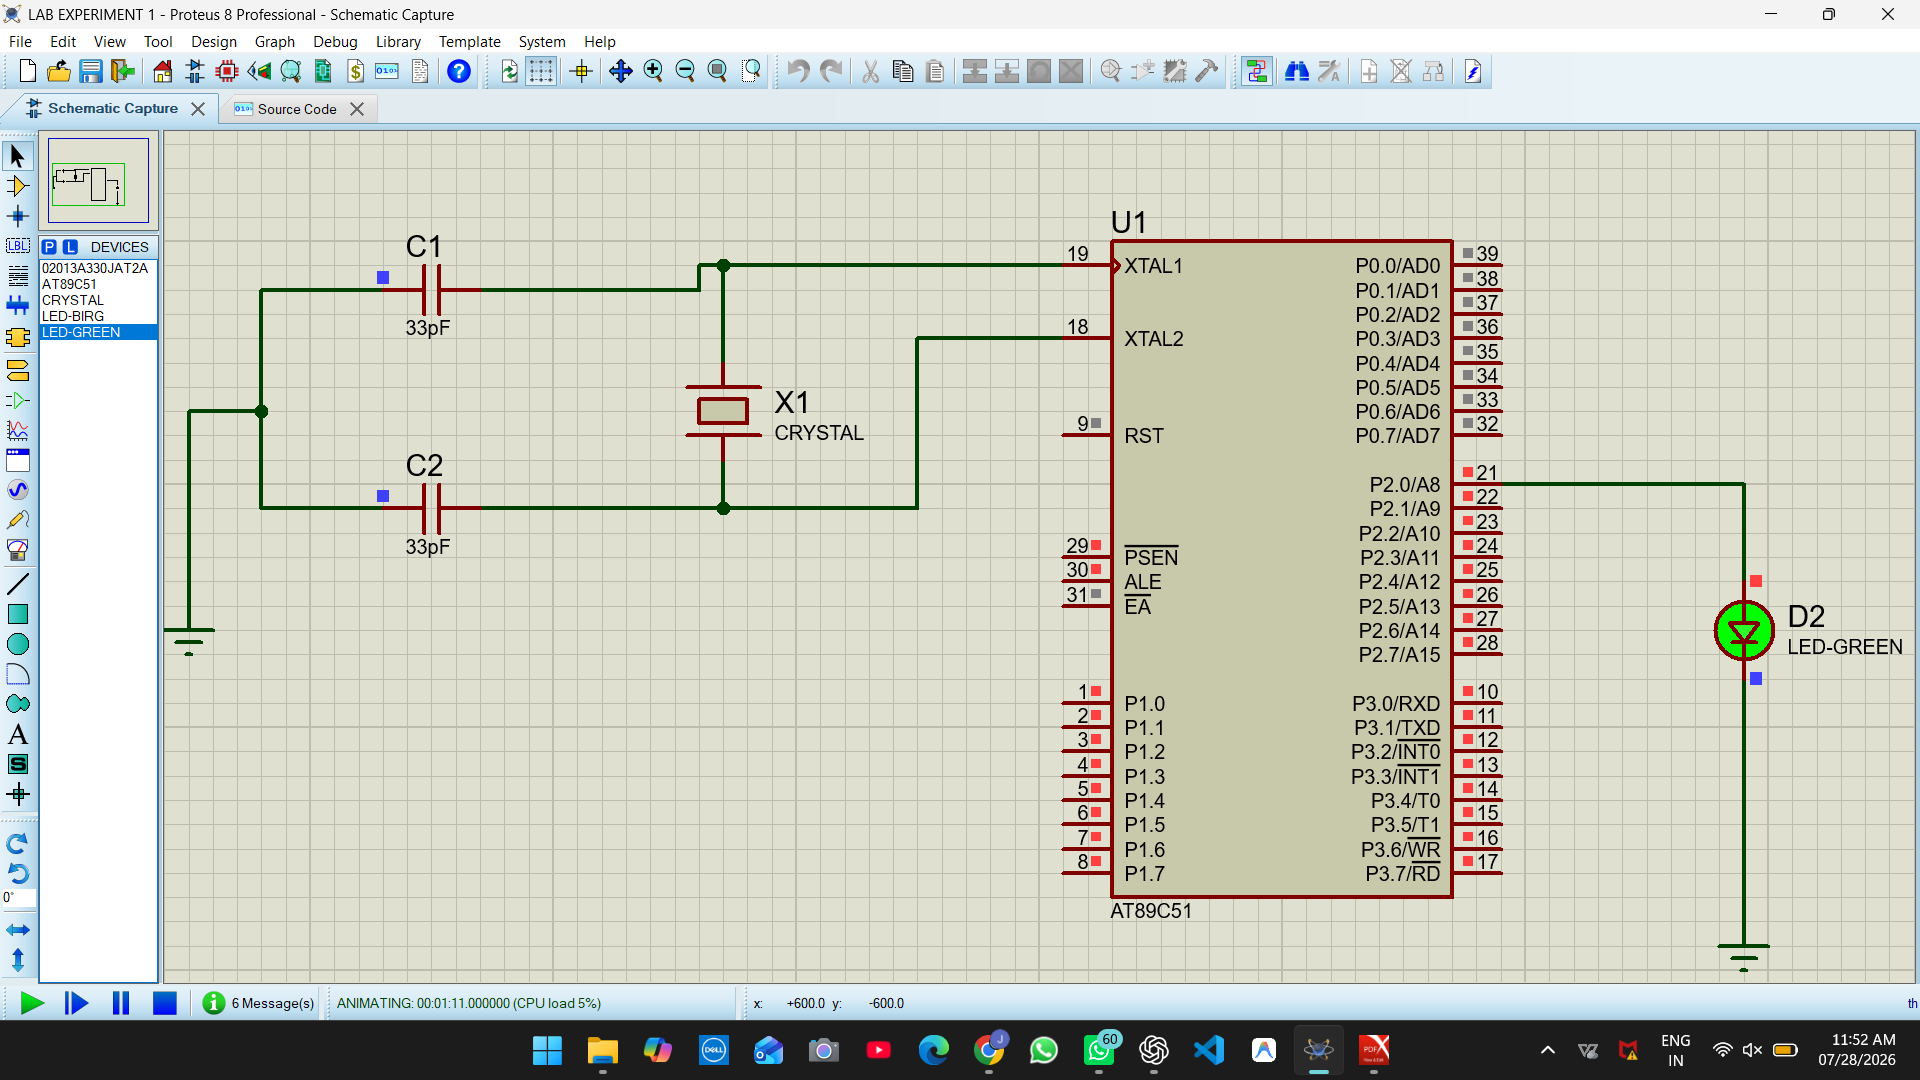 LAB EXPERIMENT 1 - Proteus 8 Professional - Schematic Capture
File Edit View Tool Design Graph Debug Library Template System Help
Schematic Capture
Source Code
P L DEVICES
02013A330JAT2A
AT89C51
CRYSTAL
LED-BIRG
LED-GREEN
LBL
A
S
0°
C1
33pF
C2
33pF
X1
CRYSTAL
U1
19 XTAL1
18 XTAL2
9 RST
29 PSEN
30 ALE
31 EA
1 P1.0
2 P1.1
3 P1.2
4 P1.3
5 P1.4
6 P1.5
7 P1.6
8 P1.7
P0.0/AD0 39
P0.1/AD1 38
P0.2/AD2 37
P0.3/AD3 36
P0.4/AD4 35
P0.5/AD5 34
P0.6/AD6 33
P0.7/AD7 32
P2.0/A8 21
P2.1/A9 22
P2.2/A10 23
P2.3/A11 24
P2.4/A12 25
P2.5/A13 26
P2.6/A14 27
P2.7/A15 28
P3.0/RXD 10
P3.1/TXD 11
P3.2/INT0 12
P3.3/INT1 13
P3.4/T0 14
P3.5/T1 15
P3.6/WR 16
P3.7/RD 17
AT89C51
D2
LED-GREEN
6 Message(s)
ANIMATING: 00:01:11.000000 (CPU load 5%)
x: +600.0 y: -600.0
th
DELL
J
60
PDF
ENG
IN
11:52 AM
07/28/2026